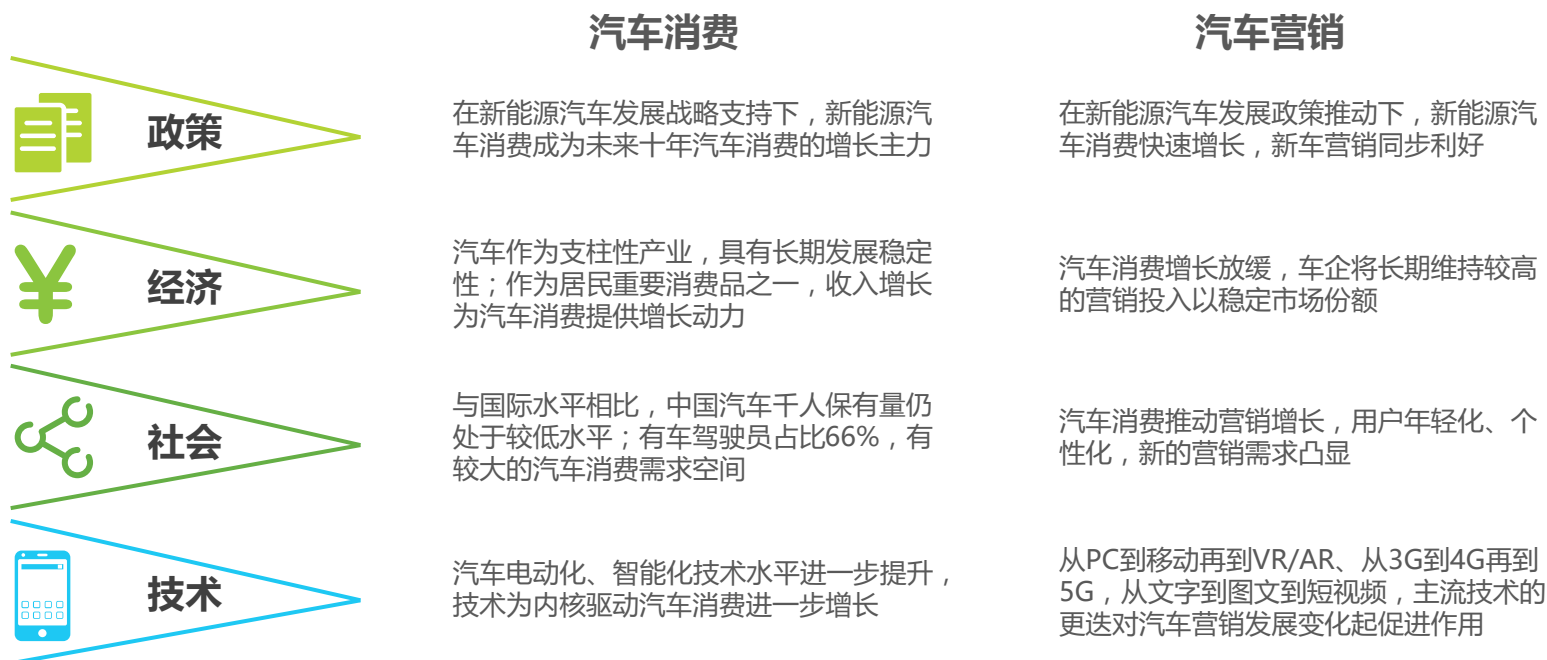 汽车消费
汽车营销
政策
在新能源汽车发展战略支持下，新能源汽
车消费成为未来十年汽车消费的增长主力
在新能源汽车发展政策推动下，新能源汽
车消费快速增长，新车营销同步利好
经济
汽车作为支柱性产业，具有长期发展稳定
性；作为居民重要消费品之一，收入增长
为汽车消费提供增长动力
汽车消费增长放缓，车企将长期维持较高
的营销投入以稳定市场份额
社会
与国际水平相比，中国汽车千人保有量仍
处于较低水平；有车驾驶员占比66%，有
较大的汽车消费需求空间
汽车消费推动营销增长，用户年轻化、个
性化，新的营销需求凸显
技术
汽车电动化、智能化技术水平进一步提升，
技术为内核驱动汽车消费进一步增长
从PC到移动再到VR/AR、从3G到4G再到
5G，从文字到图文到短视频，主流技术的
更迭对汽车营销发展变化起促进作用